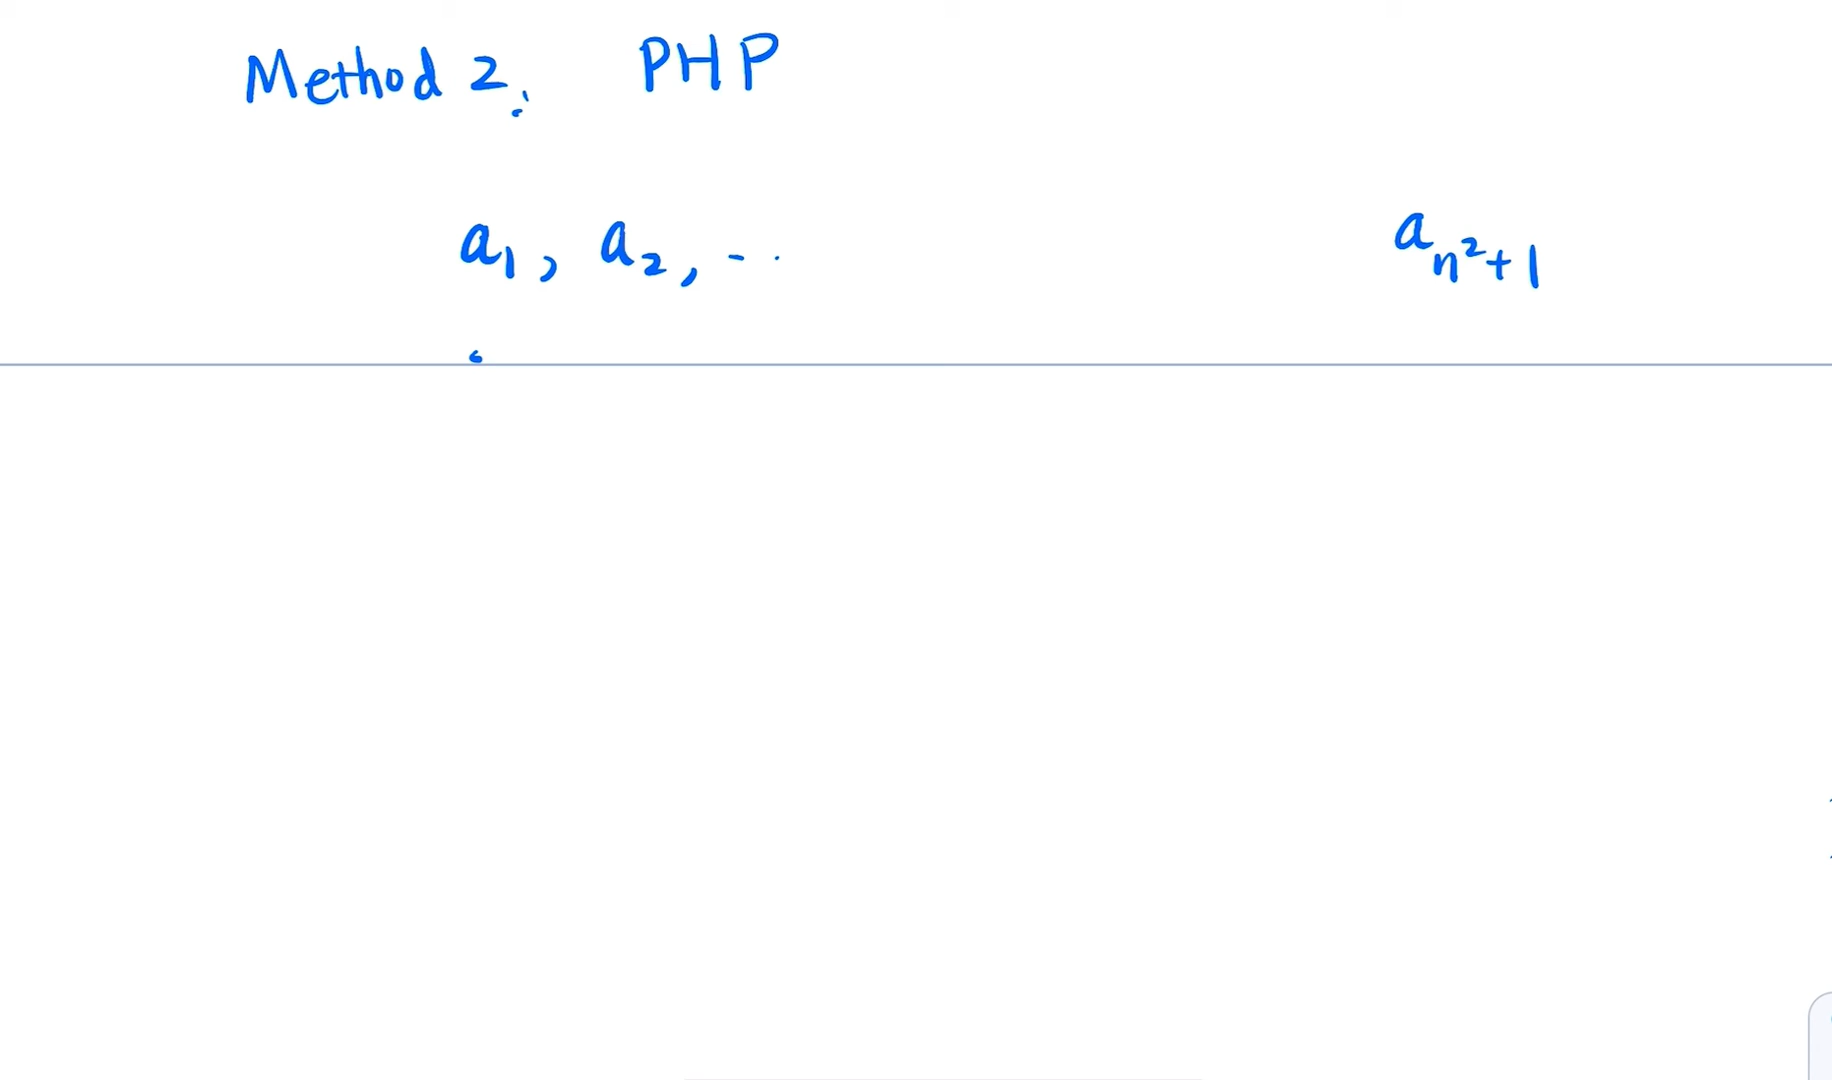 Method 2: PHP
a₁, a₂, ... a_{n²+1}